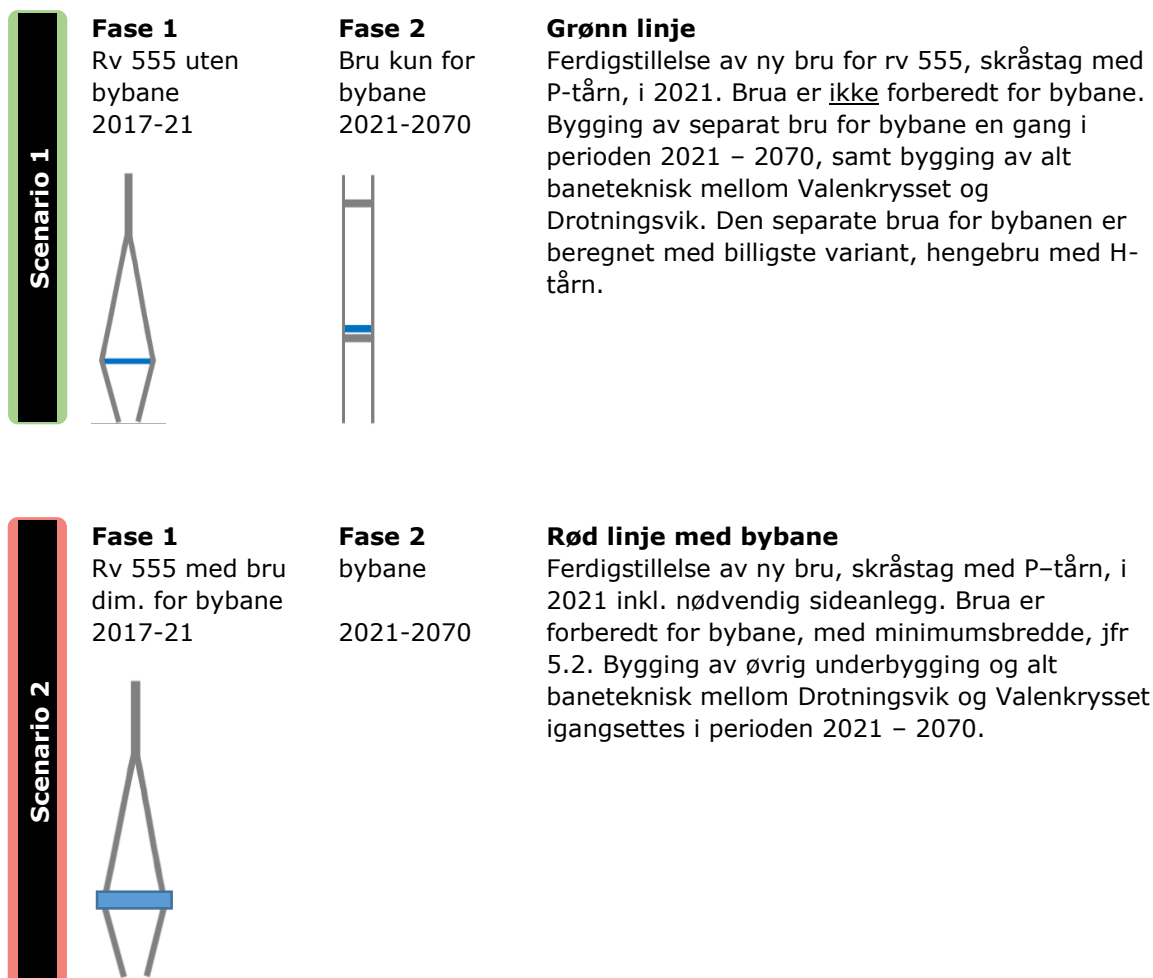 Scenario 1
Fase 1
Rv 555 uten
bybane
2017-21
Fase 2
Bru kun for
bybane
2021-2070
Grønn linje
Ferdigstillelse av ny bru for rv 555, skråstag med
P-tårn, i 2021. Brua er ikke forberedt for bybane.
Bygging av separat bru for bybane en gang i
perioden 2021 – 2070, samt bygging av alt
baneteknisk mellom Valenkrysset og
Drotningsvik. Den separate brua for bybanen er
beregnet med billigste variant, hengebru med H-
tårn.
Scenario 2
Fase 1
Rv 555 med bru
dim. for bybane
2017-21
Fase 2
bybane
2021-2070
Rød linje med bybane
Ferdigstillelse av ny bru, skråstag med P–tårn, i
2021 inkl. nødvendig sideanlegg. Brua er
forberedt for bybane, med minimumsbredde, jfr
5.2. Bygging av øvrig underbygging og alt
baneteknisk mellom Drotningsvik og Valenkrysset
igangsettes i perioden 2021 – 2070.